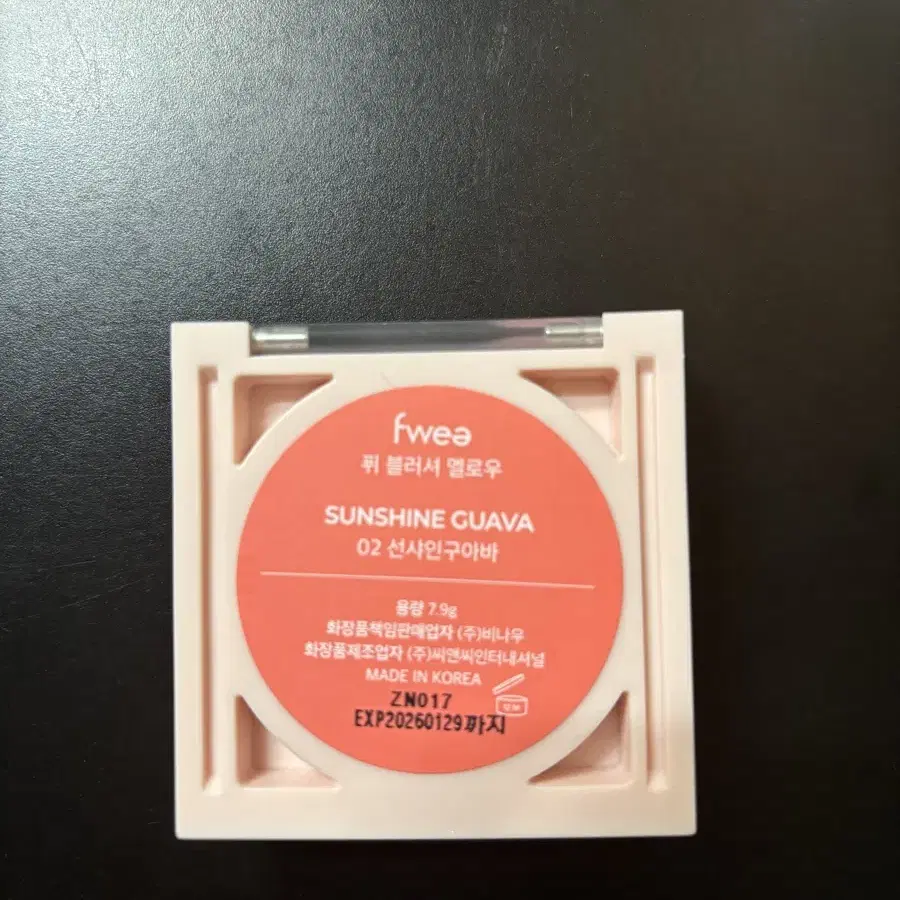 fwee
퓌 블러셔 멜로우
SUNSHINE GUAVA
02 선샤인구아바
용량 7.9g
화장품책임판매업자 (주)비나우
화장품제조업자 (주)씨앤씨인터내셔널
MADE IN KOREA
ZN017
12M
EXP20260129까지